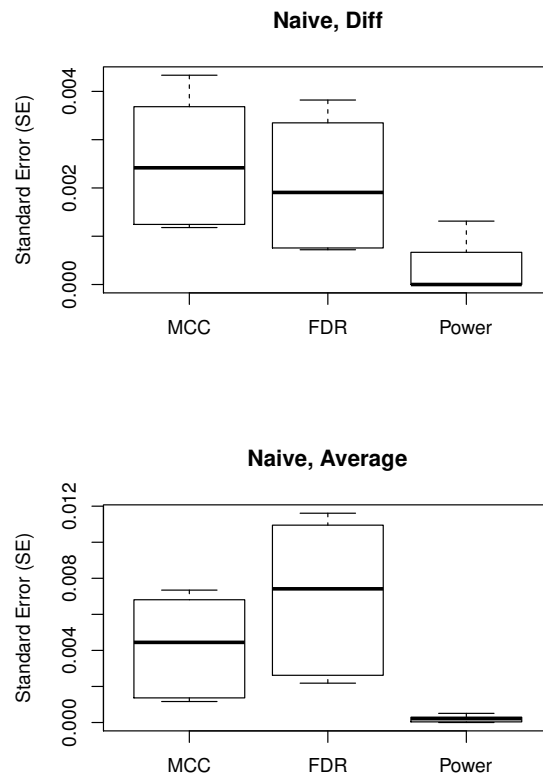 Naive, Diff
Standard Error (SE)
0.004
0.002
0.000
MCC FDR Power
Naive, Average
Standard Error (SE)
0.012
0.008
0.004
0.000
MCC FDR Power